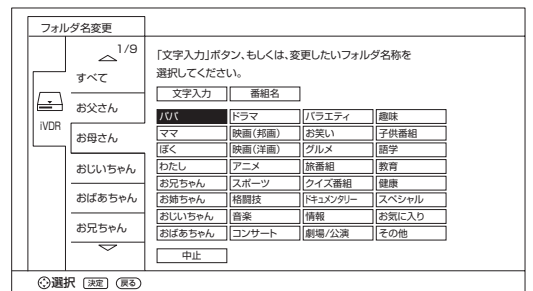 フォルダ名変更
1/9
すべて
お父さん
お母さん
おじいちゃん
おばあちゃん
お兄ちゃん
iVDR
「文字入力」ボタン、もしくは、変更したいフォルダ名称を
選択してください。
文字入力 番組名
パパ ドラマ バラエティ 趣味
ママ 映画(邦画) お笑い 子供番組
ぼく 映画(洋画) グルメ 語学
わたし アニメ 旅番組 教育
お兄ちゃん スポーツ クイズ番組 健康
お姉ちゃん 格闘技 ドキュメンタリー スペシャル
おじいちゃん 音楽 情報 お気に入り
おばあちゃん コンサート 劇場/公演 その他
中止
選択 決定 戻る